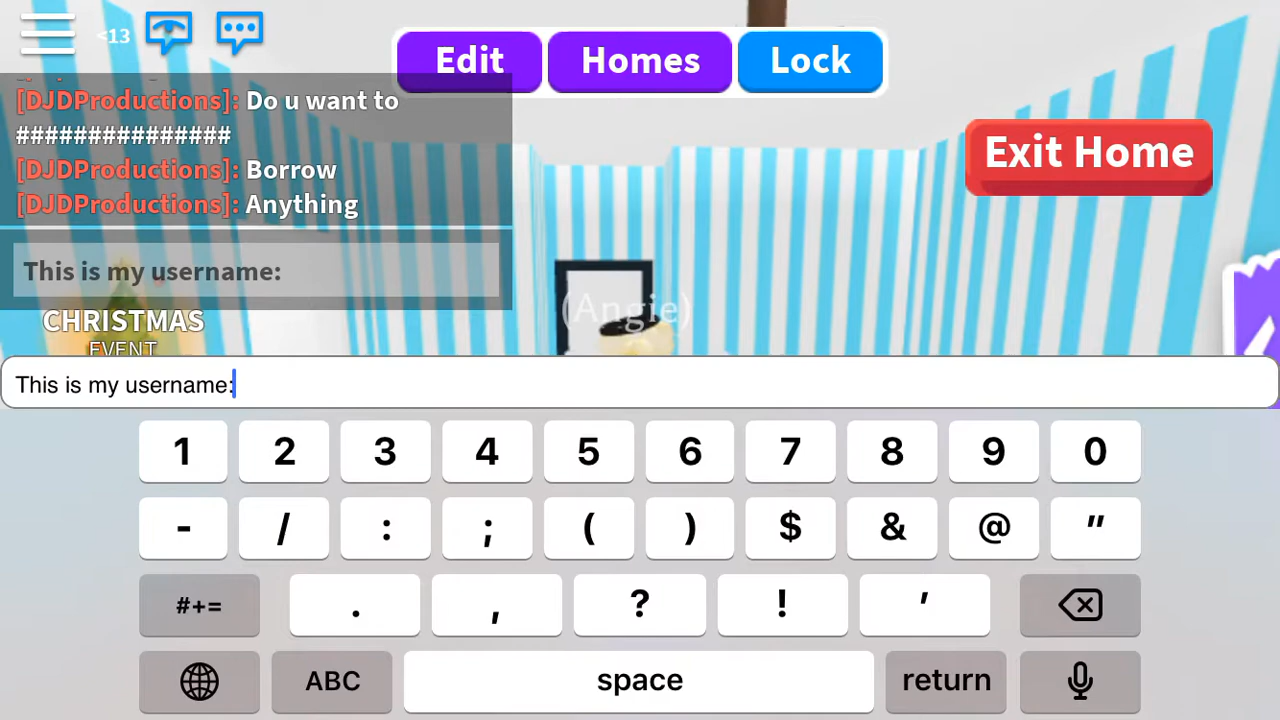 <13
Edit
Homes
Lock
[DJDProductions]: Do u want to
###############
[DJDProductions]: Borrow
[DJDProductions]: Anything
Exit Home
This is my username:
(Angie)
CHRISTMAS
EVENT
This is my username:
1 2 3 4 5 6 7 8 9 0
- / : ; ( ) $ & @ "
#+= . , ? ! '
ABC space return